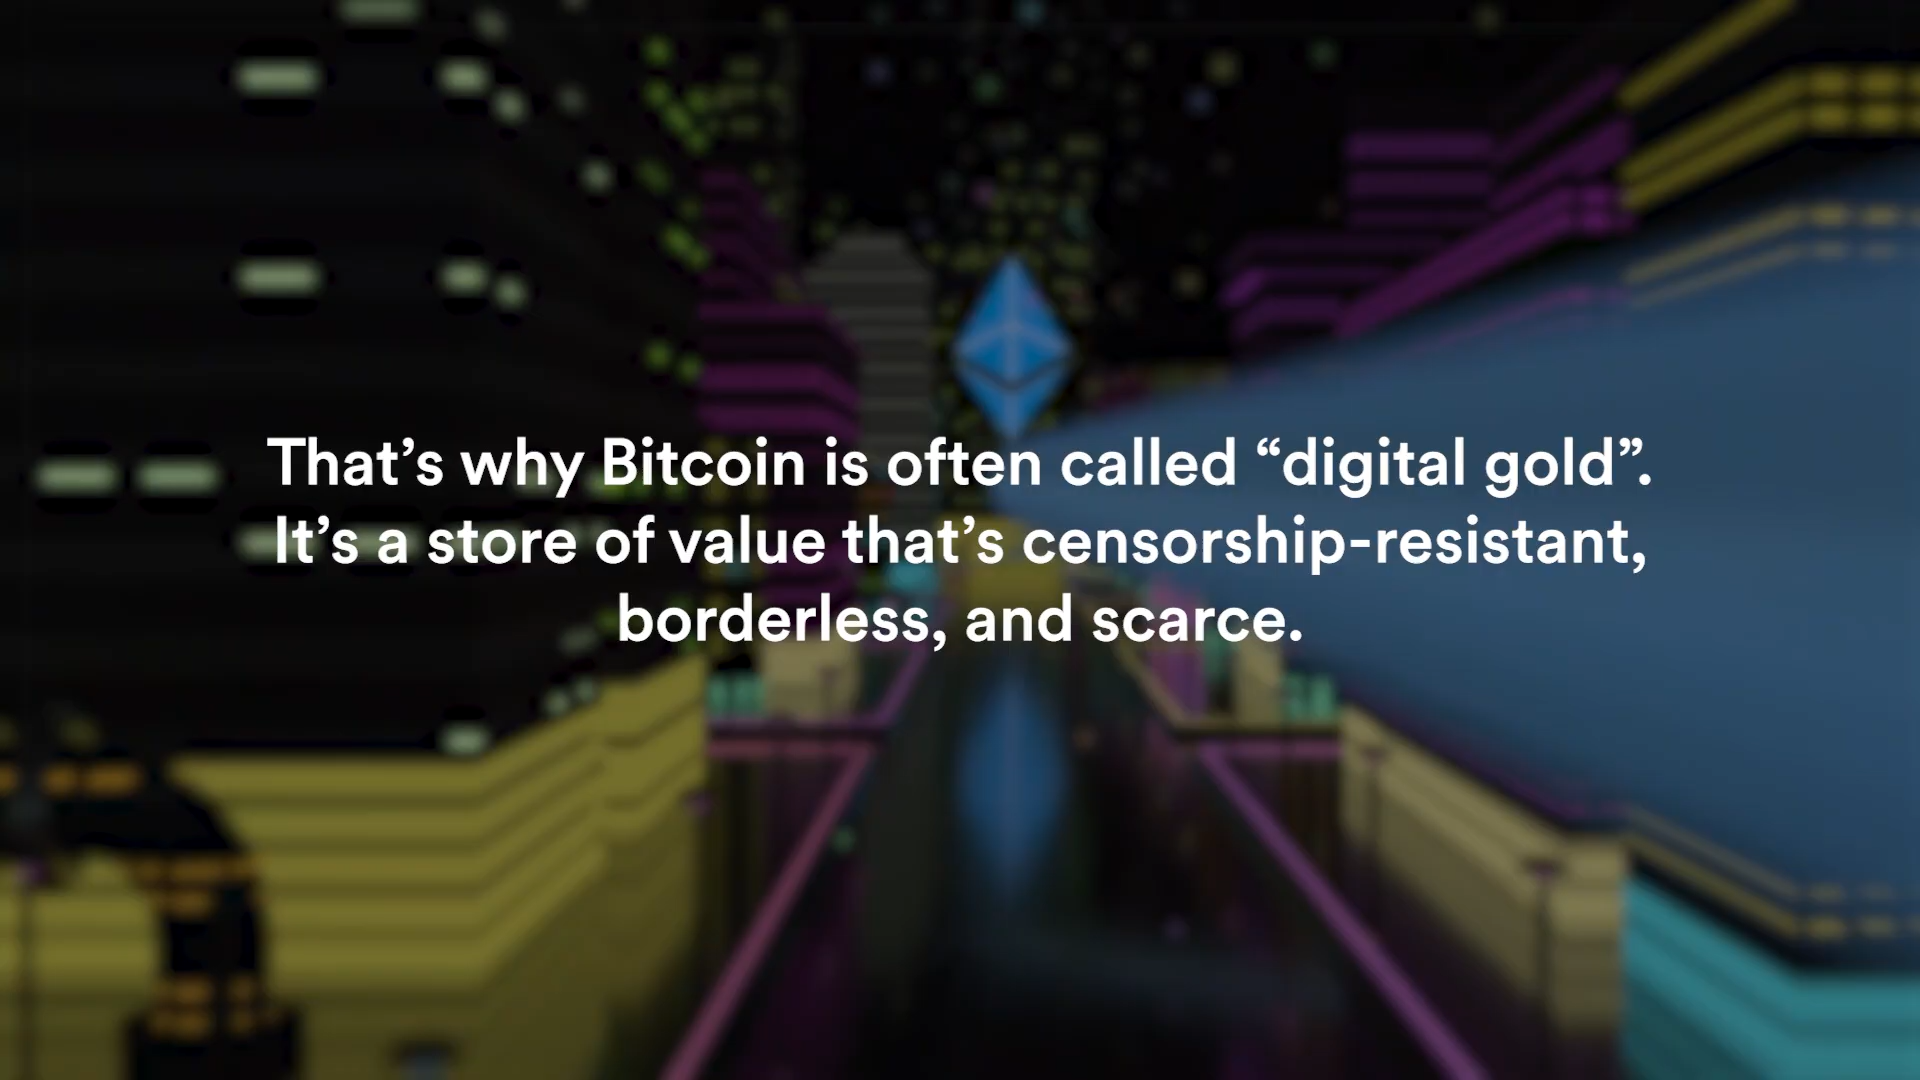 That’s why Bitcoin is often called “digital gold”.
It’s a store of value that’s censorship-resistant,
borderless, and scarce.